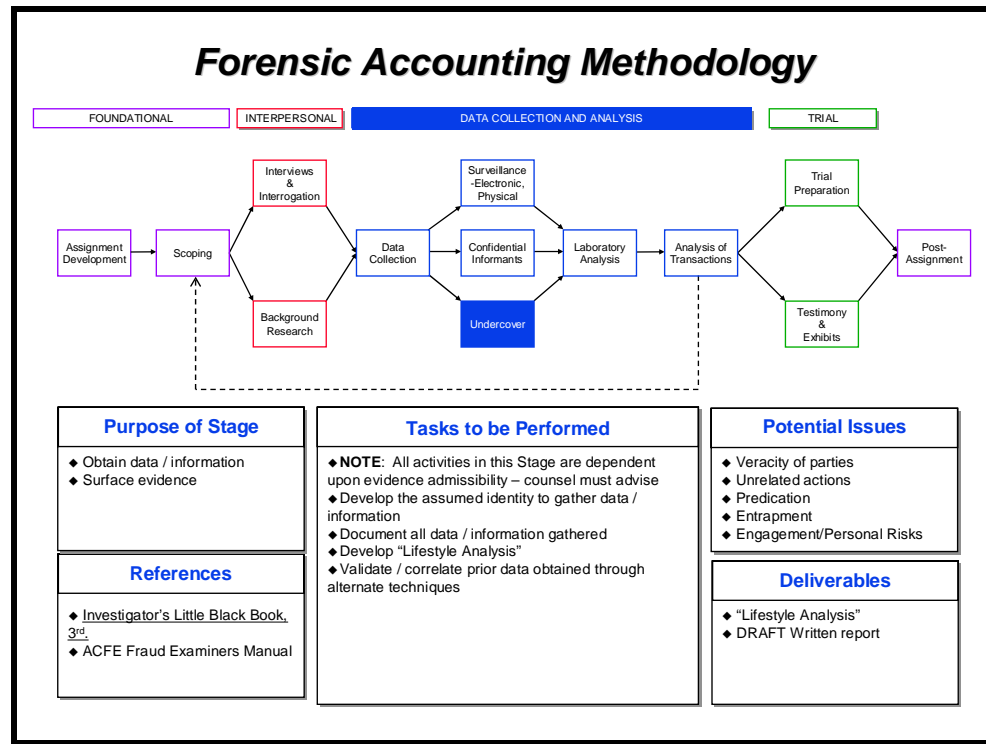 Forensic Accounting Methodology
FOUNDATIONAL
INTERPERSONAL
DATA COLLECTION AND ANALYSIS
TRIAL
Assignment
Development
Scoping
Interviews
&
Interrogation
Background
Research
Data
Collection
Surveillance
-Electronic,
Physical
Confidential
Informants
Undercover
Laboratory
Analysis
Analysis of
Transactions
Trial
Preparation
Testimony
&
Exhibits
Post-
Assignment
Purpose of Stage
◆ Obtain data / information
◆ Surface evidence
References
◆ Investigator's Little Black Book,
3rd.
◆ ACFE Fraud Examiners Manual
Tasks to be Performed
◆NOTE: All activities in this Stage are dependent
upon evidence admissibility – counsel must advise
◆Develop the assumed identity to gather data /
information
◆Document all data / information gathered
◆Develop “Lifestyle Analysis”
◆Validate / correlate prior data obtained through
alternate techniques
Potential Issues
◆ Veracity of parties
◆ Unrelated actions
◆ Predication
◆ Entrapment
◆ Engagement/Personal Risks
Deliverables
◆ “Lifestyle Analysis”
◆ DRAFT Written report